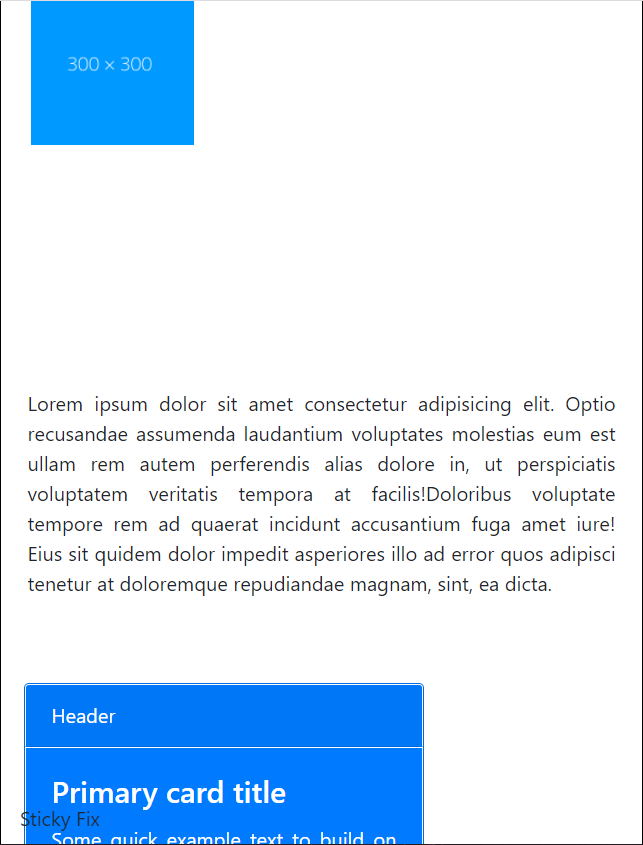 300 × 300
Lorem ipsum dolor sit amet consectetur adipisicing elit. Optio
recusandae assumenda laudantium voluptates molestias eum est
ullam rem autem perferendis alias dolore in, ut perspiciatis
voluptatem veritatis tempora at facilis!Doloribus voluptate
tempore rem ad quaerat incidunt accusantium fuga amet iure!
Eius sit quidem dolor impedit asperiores illo ad error quos adipisci
tenetur at doloremque repudiandae magnam, sint, ea dicta.
Header
Primary card title
Sticky Fix
Some quick example text to build on